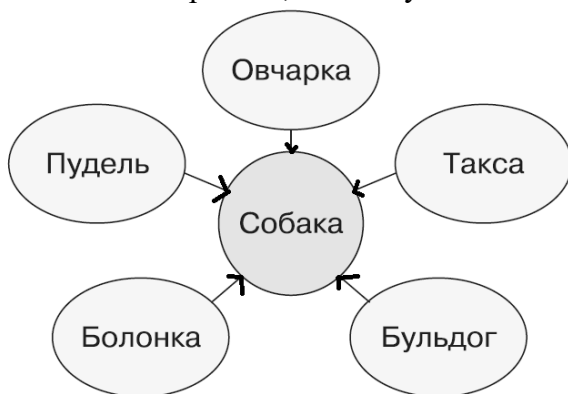 Овчарка
Пудель
Такса
Собака
Болонка
Бульдог